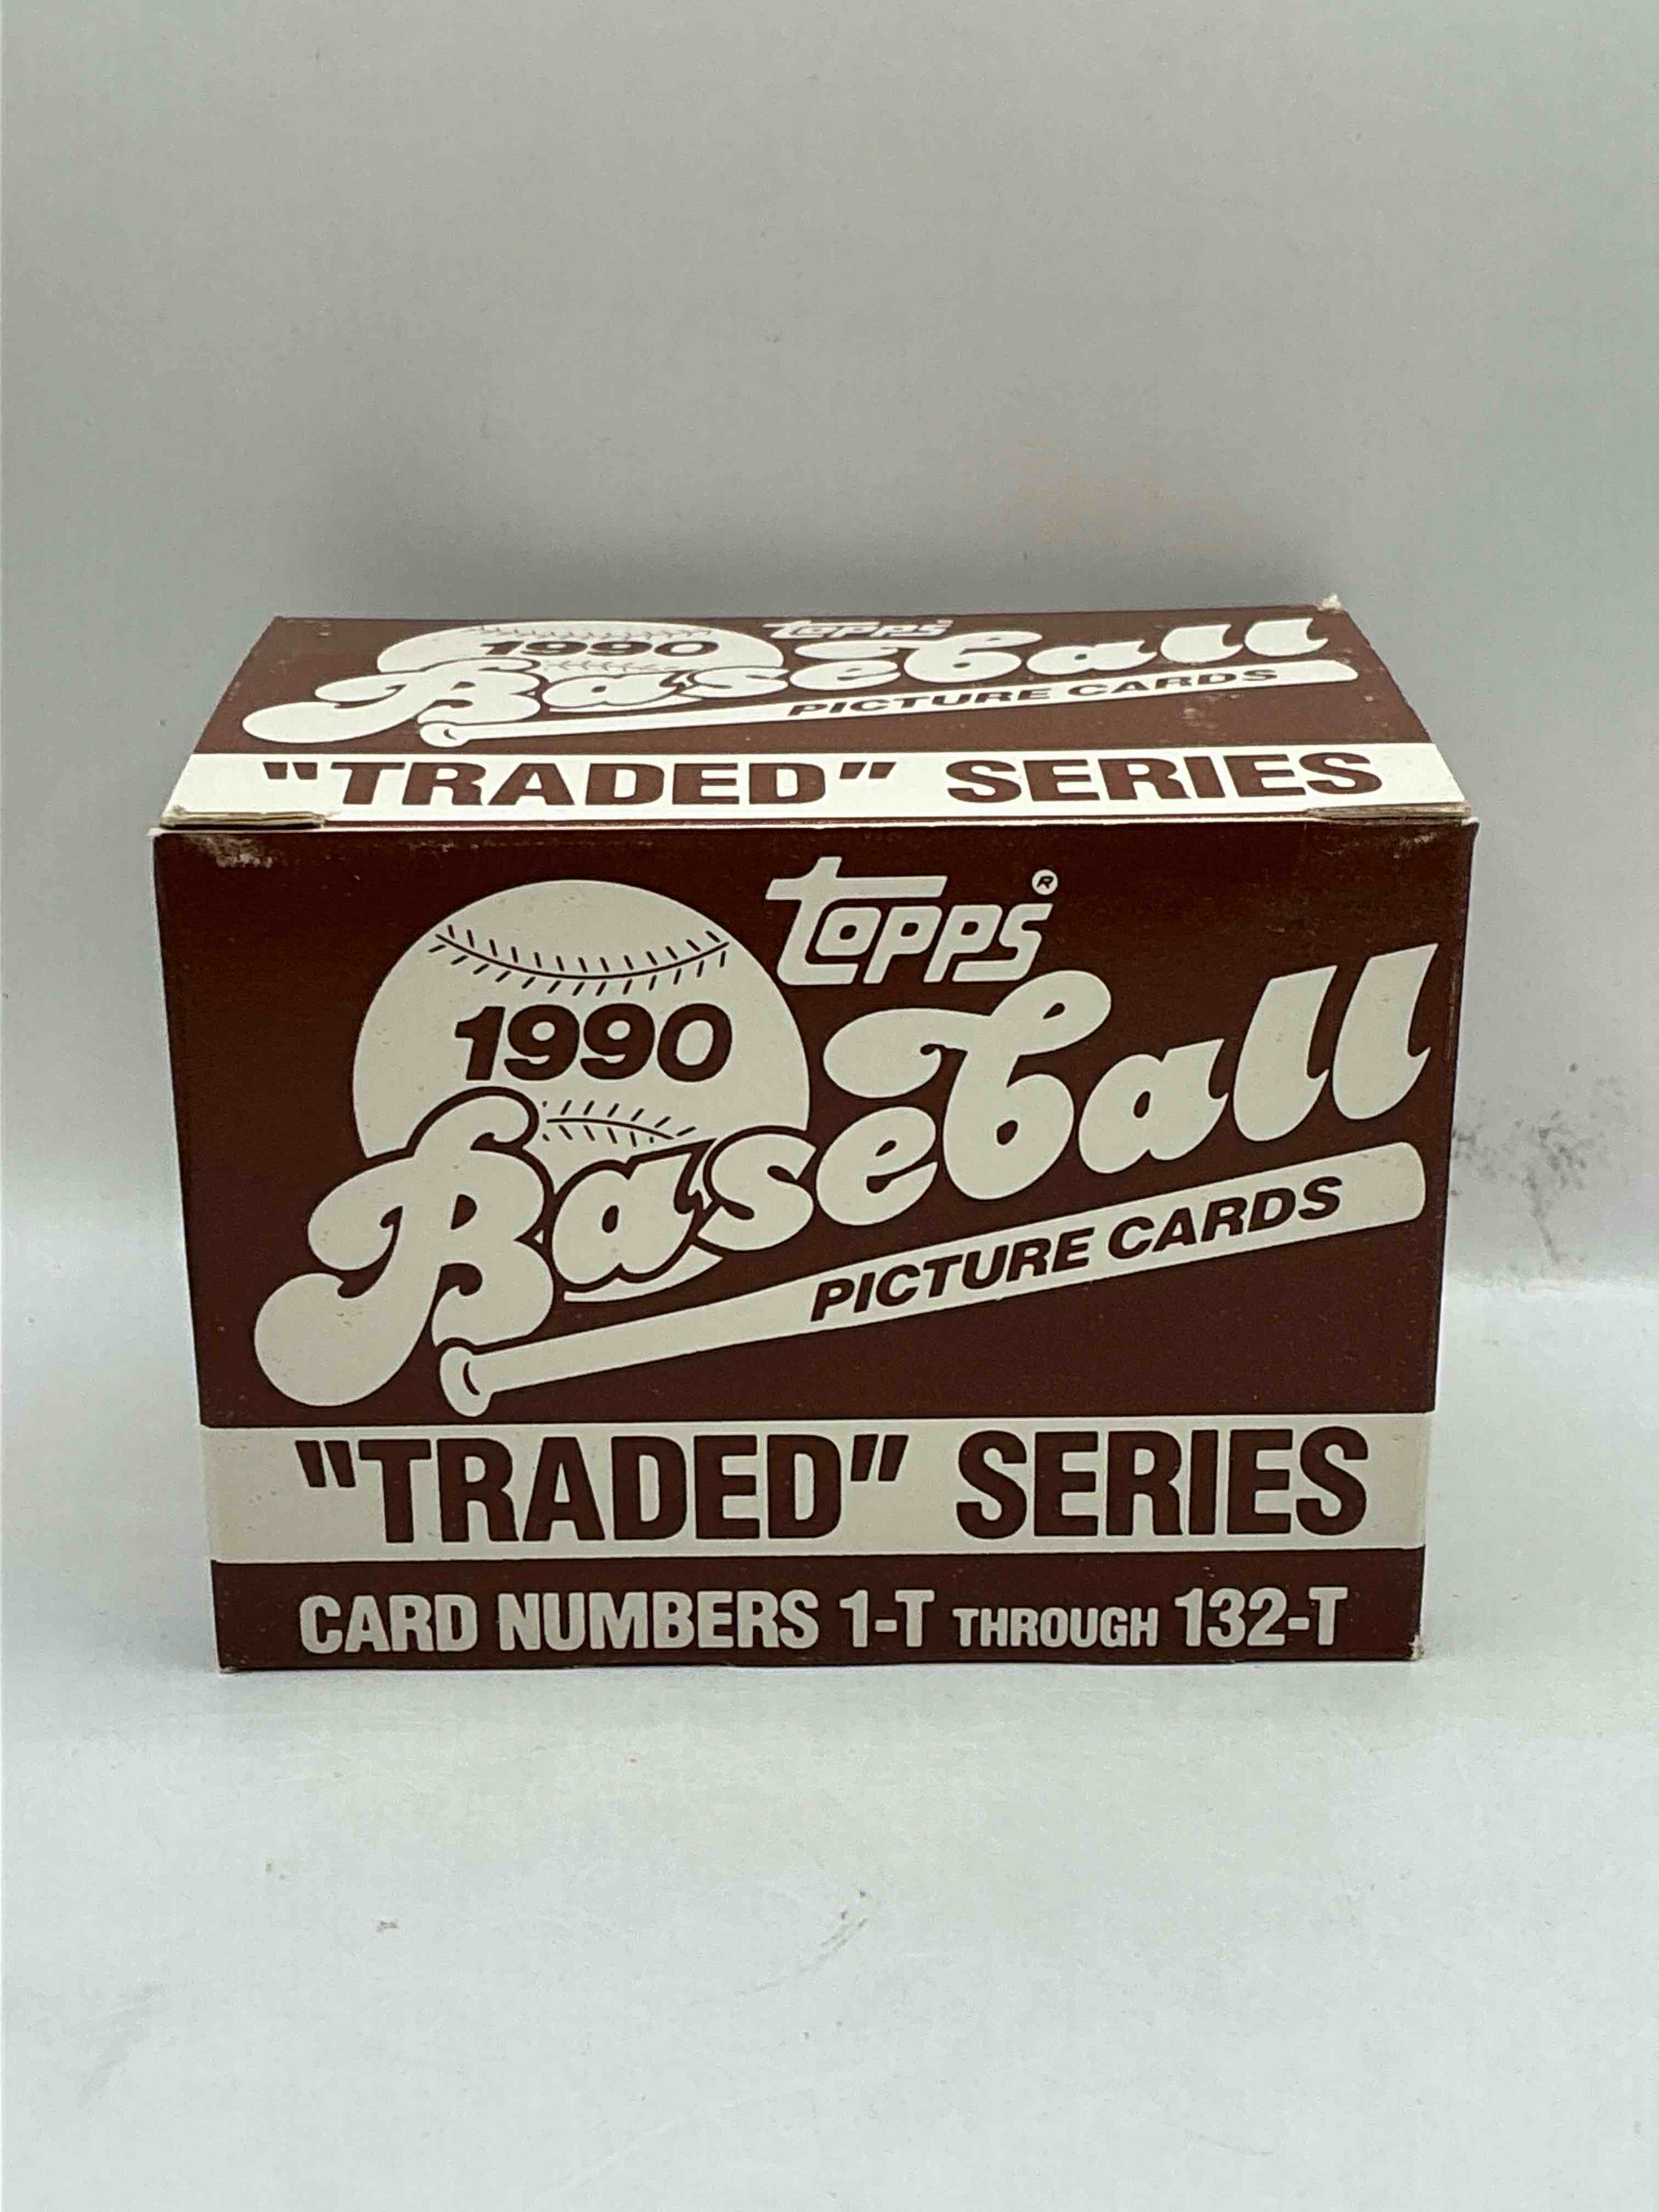 topps
1990
Baseball
PICTURE CARDS
"TRADED" SERIES
topps®
1990
Baseball
PICTURE CARDS
"TRADED" SERIES
CARD NUMBERS 1-T THROUGH 132-T